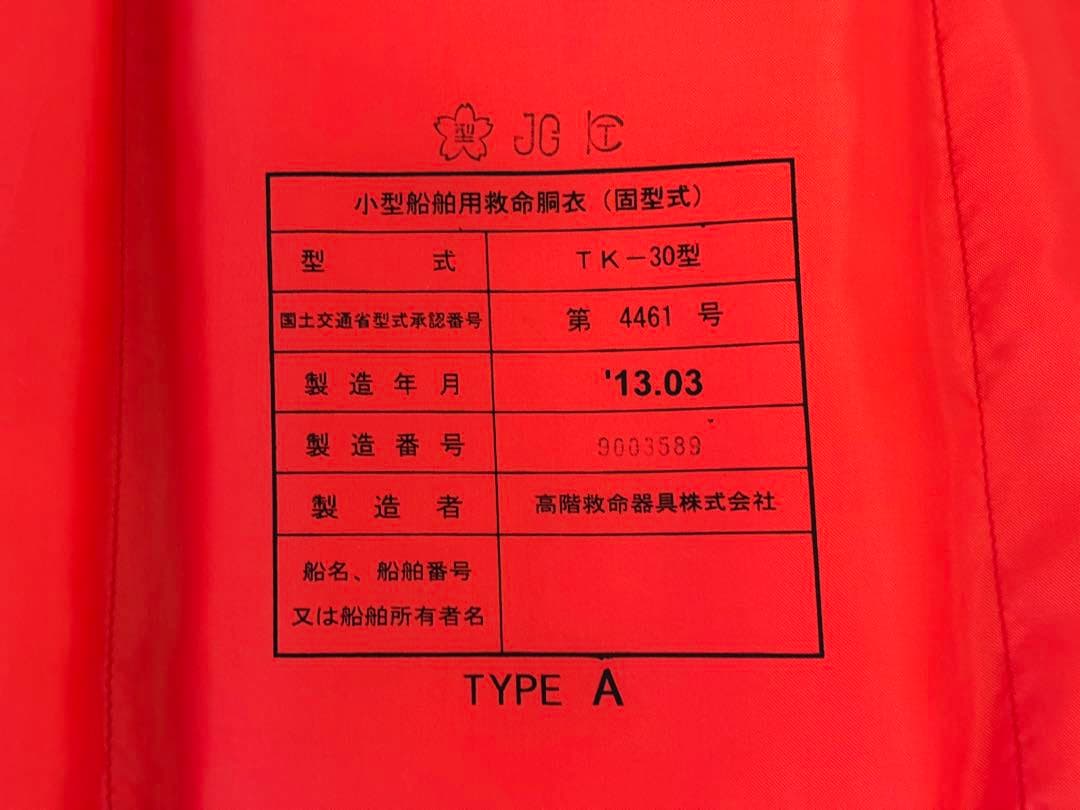 型 JG
小型船舶用救命胴衣（固型式）
型 式 TK－30型
国土交通省型式承認番号 第 4461 号
製造年月 '13.03
製造番号 9003589
製造者 高階救命器具株式会社
船名、船舶番号
又は船舶所有者名
TYPE A